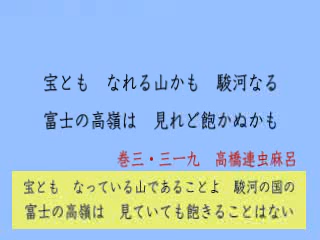 宝とも　なれる山かも　駿河なる
富士の高嶺は　見れど飽かぬかも
巻三・三一九　高橋連虫麻呂
宝とも　なっている山であることよ　駿河の国の
富士の高嶺は　見ていても飽きることはない